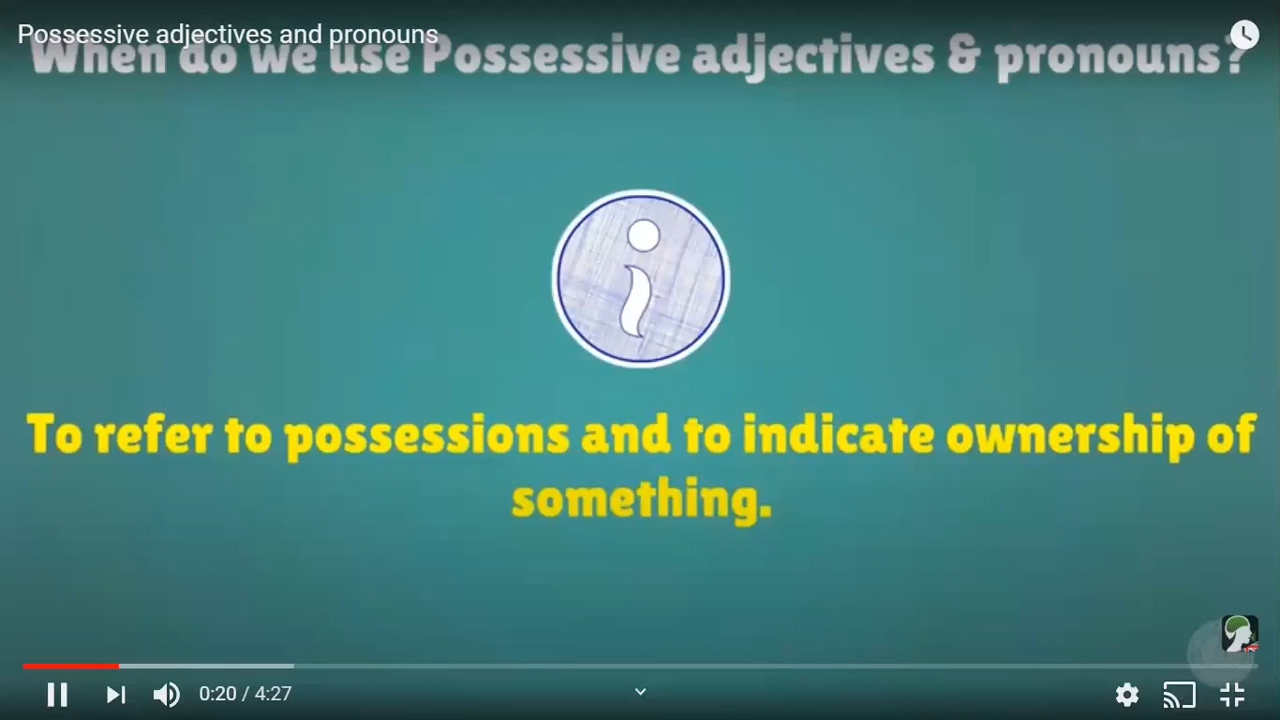 Possessive adjectives and pronouns
When do we use Possessive adjectives & pronouns?
To refer to possessions and to indicate ownership of
something.
0:20 / 4:27